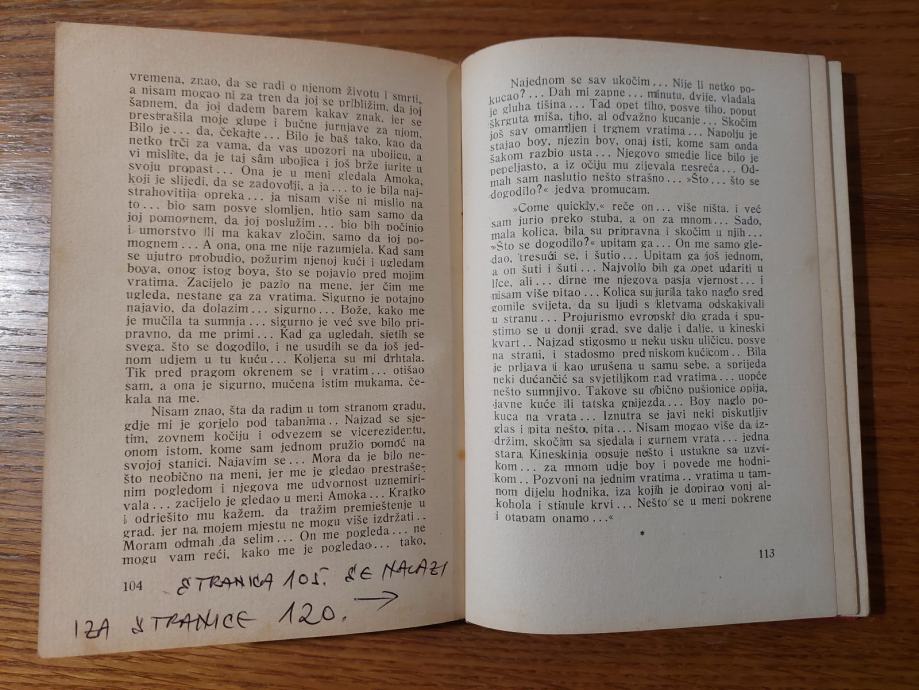 vremena, znao, da se radi o njenom životu i smrti,
a nisam mogao ni za tren da joj se približim, da joj
šapnem, da joj dadem barem kakav znak, jer se
prestrašila moje glupe i bučne jurnjave za njom.
Bilo je... da, čekajte... Bilo je baš tako, kao da
netko trči za vama, da vas upozori na ubojicu, a
vi mislite, da je taj sâm ubojica i još brže jurite u
svoju propast... Ona je u meni gledala Amoka,
koji je slijedi, da se zadovolji, a ja... to je bila naj-
strahovitija opreka... ja nisam više ni mislio na
to... bio sam posve slomljen, htio sam samo da
joj pomognem, da joj poslužim... bio bih počinio
i umorstvo ili ma kakav zločin, samo da joj po-
mognem... A ona, ona me nije razumjela. Kad sam
se ujutro probudio, požurim njenoj kući i ugledam
boya, onog istog boya, što se pojavio pred mojim
vratima. Zacijelo je pazio na mene, jer čim me
ugleda, nestane ga za vratima. Sigurno je potajno
najavio, da dolazim... sigurno... Bože, kako me
je mučila ta sumnja... sigurno je već sve bilo pri-
pravno, da me primi... Kad ga ugledah, sjetih se
svega, što se dogodilo, i ne usudih se da još jed-
nom udjem u tu kuću... Koljena su mi drhtala.
Tik pred pragom okrenem se i vratim... otišao
sam, a ona je sigurno, mučena istim mukama, če-
kala na me.
Nisam znao, šta da radim u tom stranom gradu,
gdje mi je gorjelo pod tabanima.. Najzad se sje-
tim, zovnem kočiju i odvezem se vicerezidentu,
onom istom, kome sam jednom pružio pomoć na
svojoj stanici. Najavim se... Mora da je bilo ne-
što neobično na meni, jer me je gledao prestraše-
nim pogledom i njegova me udvornost uznemiri-
vala... zacijelo je gledao u meni Amoka... Kratko
i odrješito mu kažem, da tražim premještenje u
grad, jer na mojem mjestu ne mogu više izdržati..
Moram odmah da selim... On me pogleda... ne
mogu vam reći, kako me je pogledao... tako,
104
STRANICA 105. SE NALAZI
IZA STRANICE 120. →
Najednom se sav ukočim... Nije li netko po-
kucao?... Dah mi zapne... minutu, dvije, vladala
je gluha tišina... Tad opet tiho, posve tiho, poput
škrguta miša, tiho, al odvažno kucanje... Skočim
još sav omamljen i trgnem vratima... Napolju je
stajao boy, njezin boy, onaj isti, kome sam onda
šakom razbio usta... Njegovo smeđe lice bilo je
pepeljasto, a iz očiju mu zijevala nesreća... Od-
mah sam naslutio nešto strašno... »Što... što se
dogodilo?« jedva promucam.
»Come quickly,« reče on... više ništa, i već
sam jurio preko stuba, a on za mnom... Sado,
mala kolica, bila su pripravna i skočim u njih...
»Što se dogodilo?« upitam ga... On me samo gle-
dao, tresući se, i šutio... Upitam ga još jednom,
a on šuti i šuti... Najvolio bih ga opet udariti u
lice, ali... dirne me njegova pasja vjernost... i
nisam više pitao... Kolica su jurila tako naglo sred
gomile svijeta, da su ljudi s kletvama odskakivali
u stranu... Projurismo evropski dio grada i spu-
stimo se u donji grad, sve dalje i dalje, u kineski
kvart.. Najzad stigosmo u neku usku uličicu, posve
na strani, i stadosmo pred niskom kućicom.. Bila
je prljava i kao urušena u samu sebe, a sprijeda
neki dućančić sa svjetiljkom nad vratima... uopće
nešto sumnjivo. Takove su obično pušionice opija,
javne kuće ili tatska gnijezda... Boy naglo po-
kuca na vrata... Iznutra se javi neki piskutljiv
glas i pita nešto, pita... Nisam mogao više da iz-
držim, skočim sa sjedala i gurnem vrata... jedna
stara Kineskinja opsuje nešto i ustukne sa uzvi-
kom... za mnom uđe boy i povede me hodni-
kom.. Pozvoni na jednim vratima.. vratima u tam-
nom dijelu hodnika, iza kojih je dopirao vonj al-
kohola i stinule krvi... Nešto se u meni pokrene
i otapam onamo...«
*
113